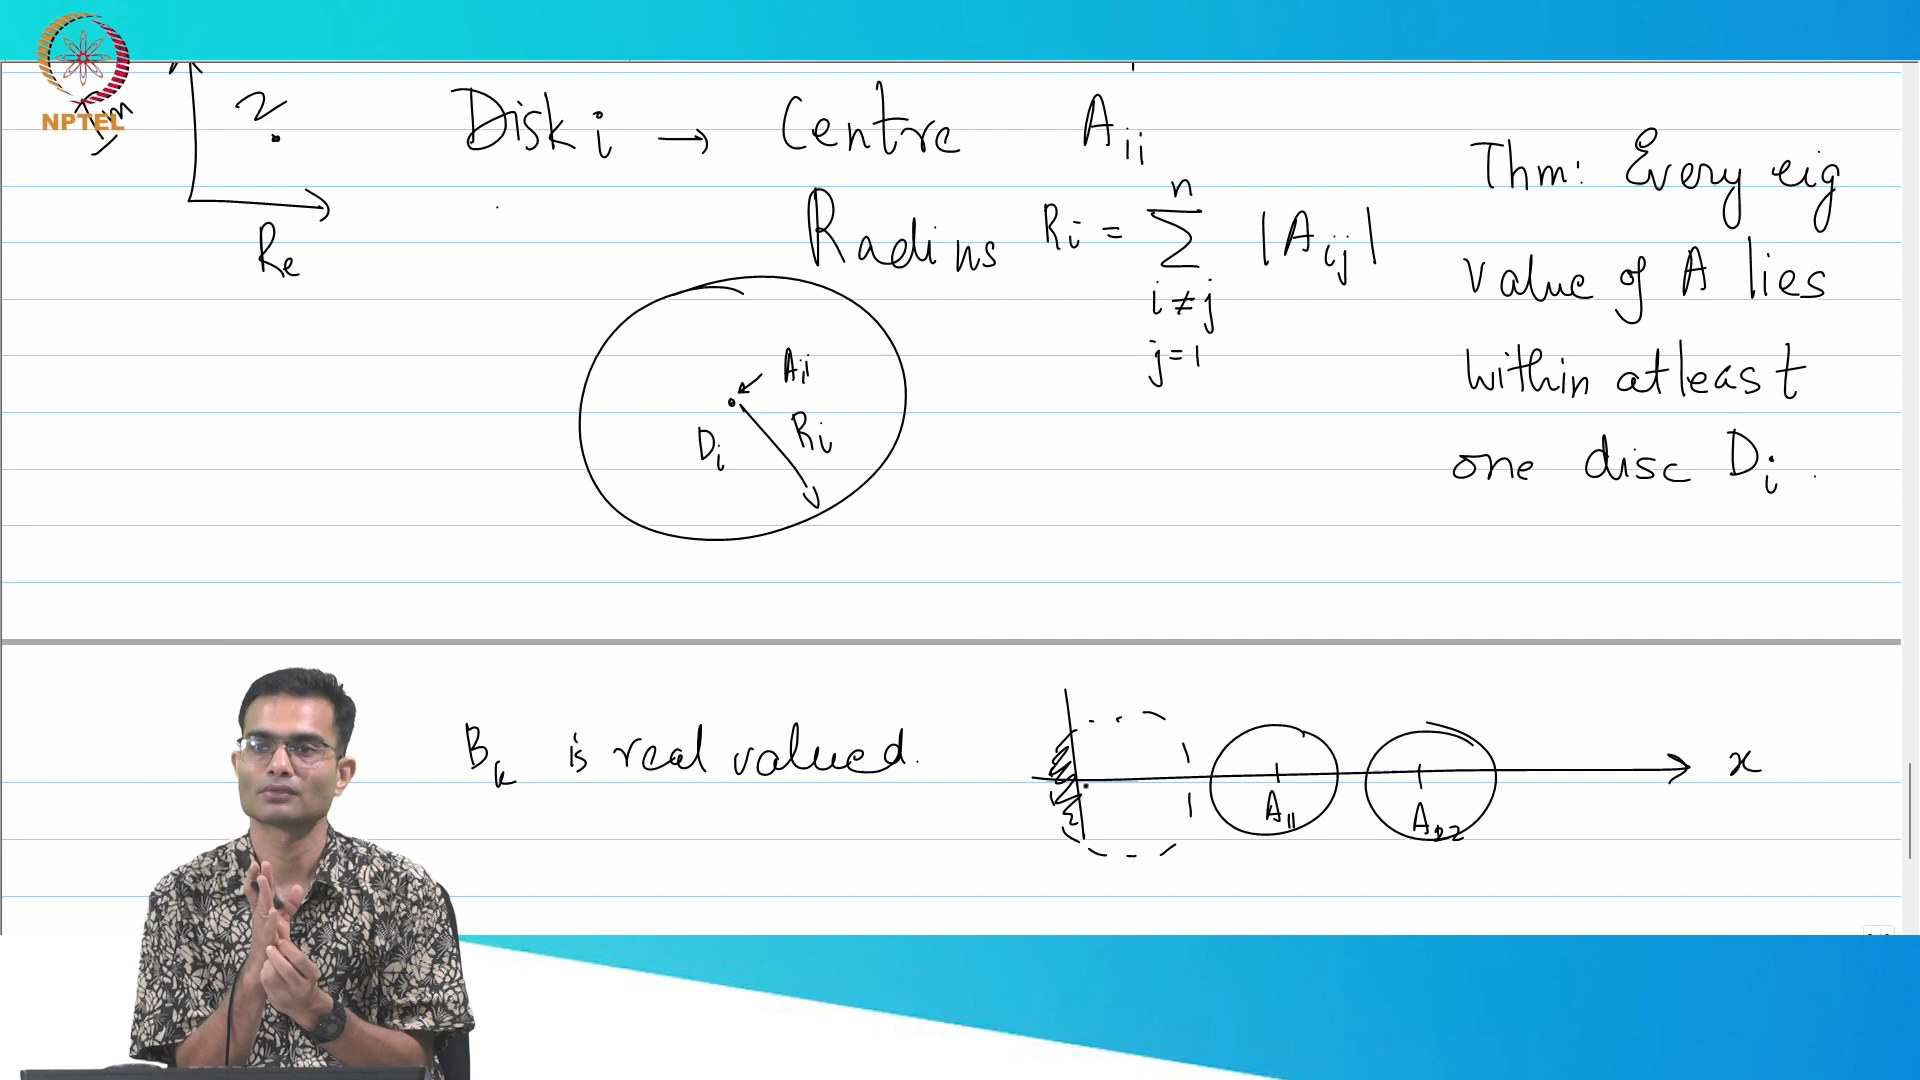 NPTEL
Im
z
Re
Disk i → Centre A_ii
Radius R_i = \sum_{i≠j, j=1}^{n} |A_ij|
Thm: Every eig
value of A lies
within atleast
one disc D_i .
A_ii
D_i
R_i
B_k is real valued.
A_11
A_22
x